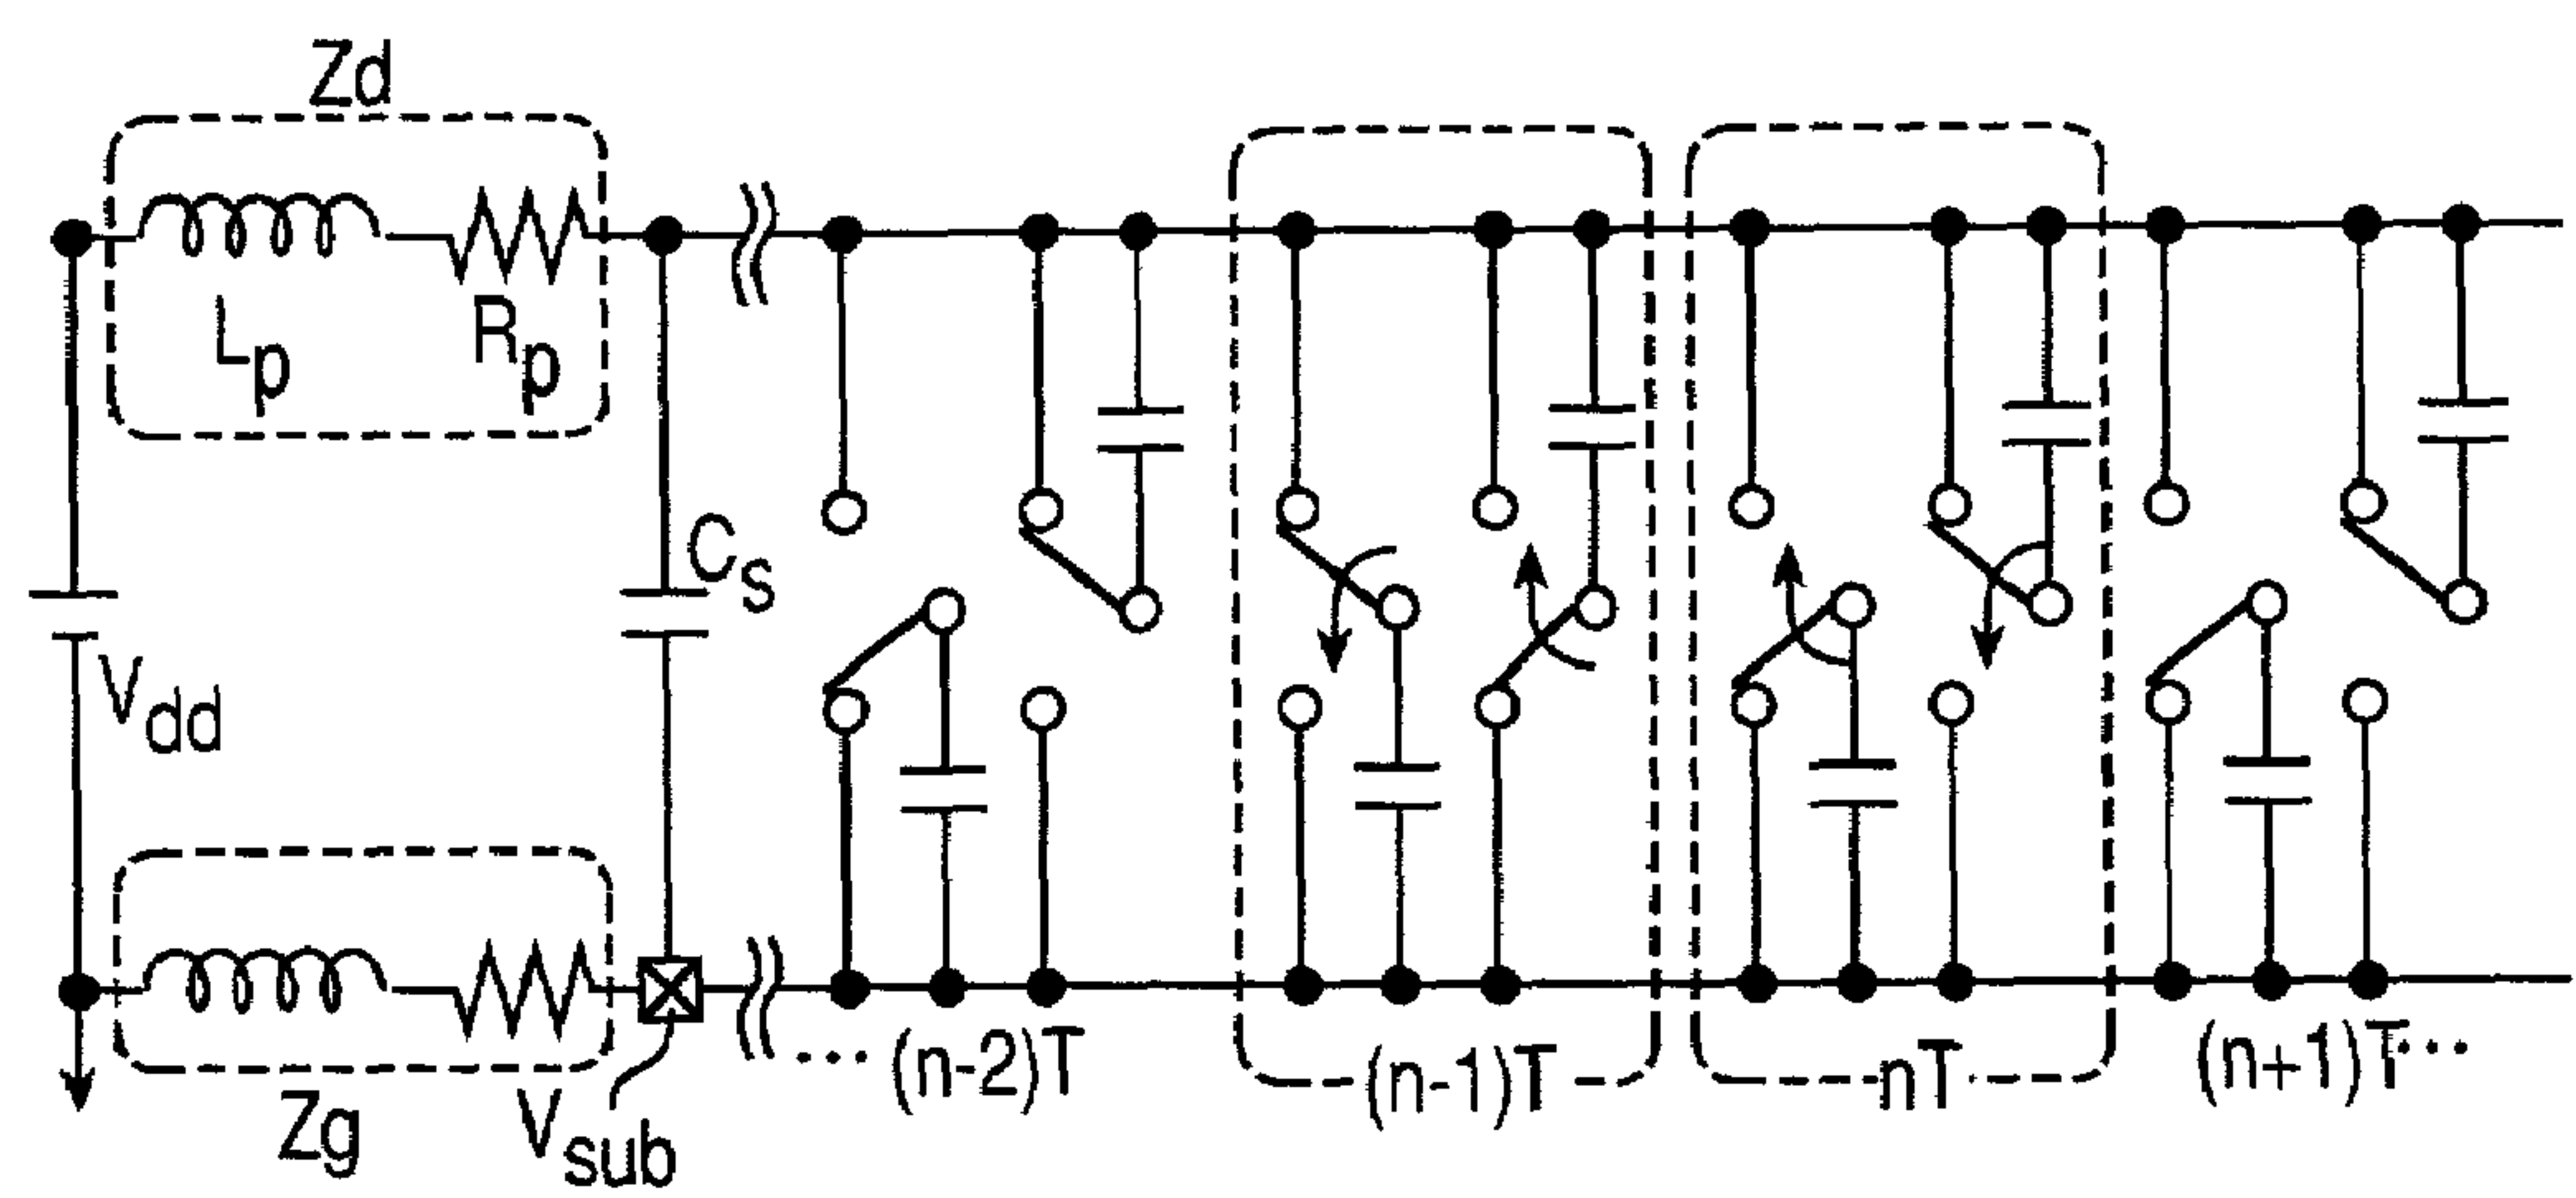 Zd
Lp
Rp
Cs
Vdd
Zg
Vsub
... (n-2)T
(n-1)T
nT
(n+1)T...